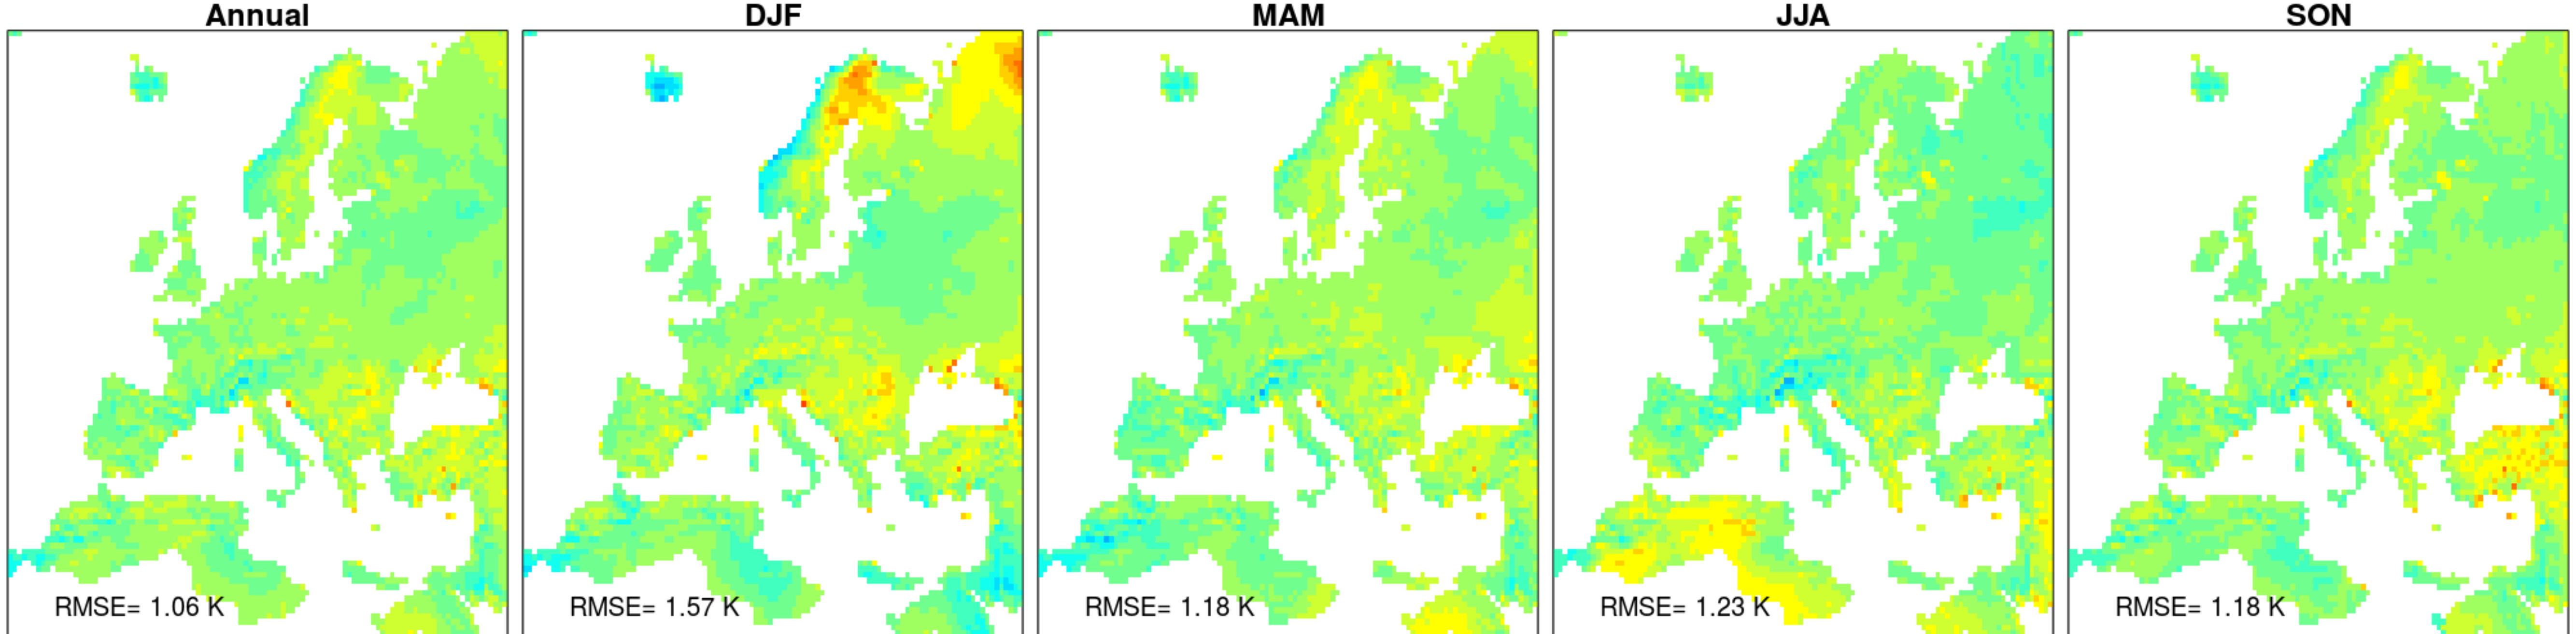 Annual DJF MAM JJA SON
RMSE= 1.06 K RMSE= 1.57 K RMSE= 1.18 K RMSE= 1.23 K RMSE= 1.18 K